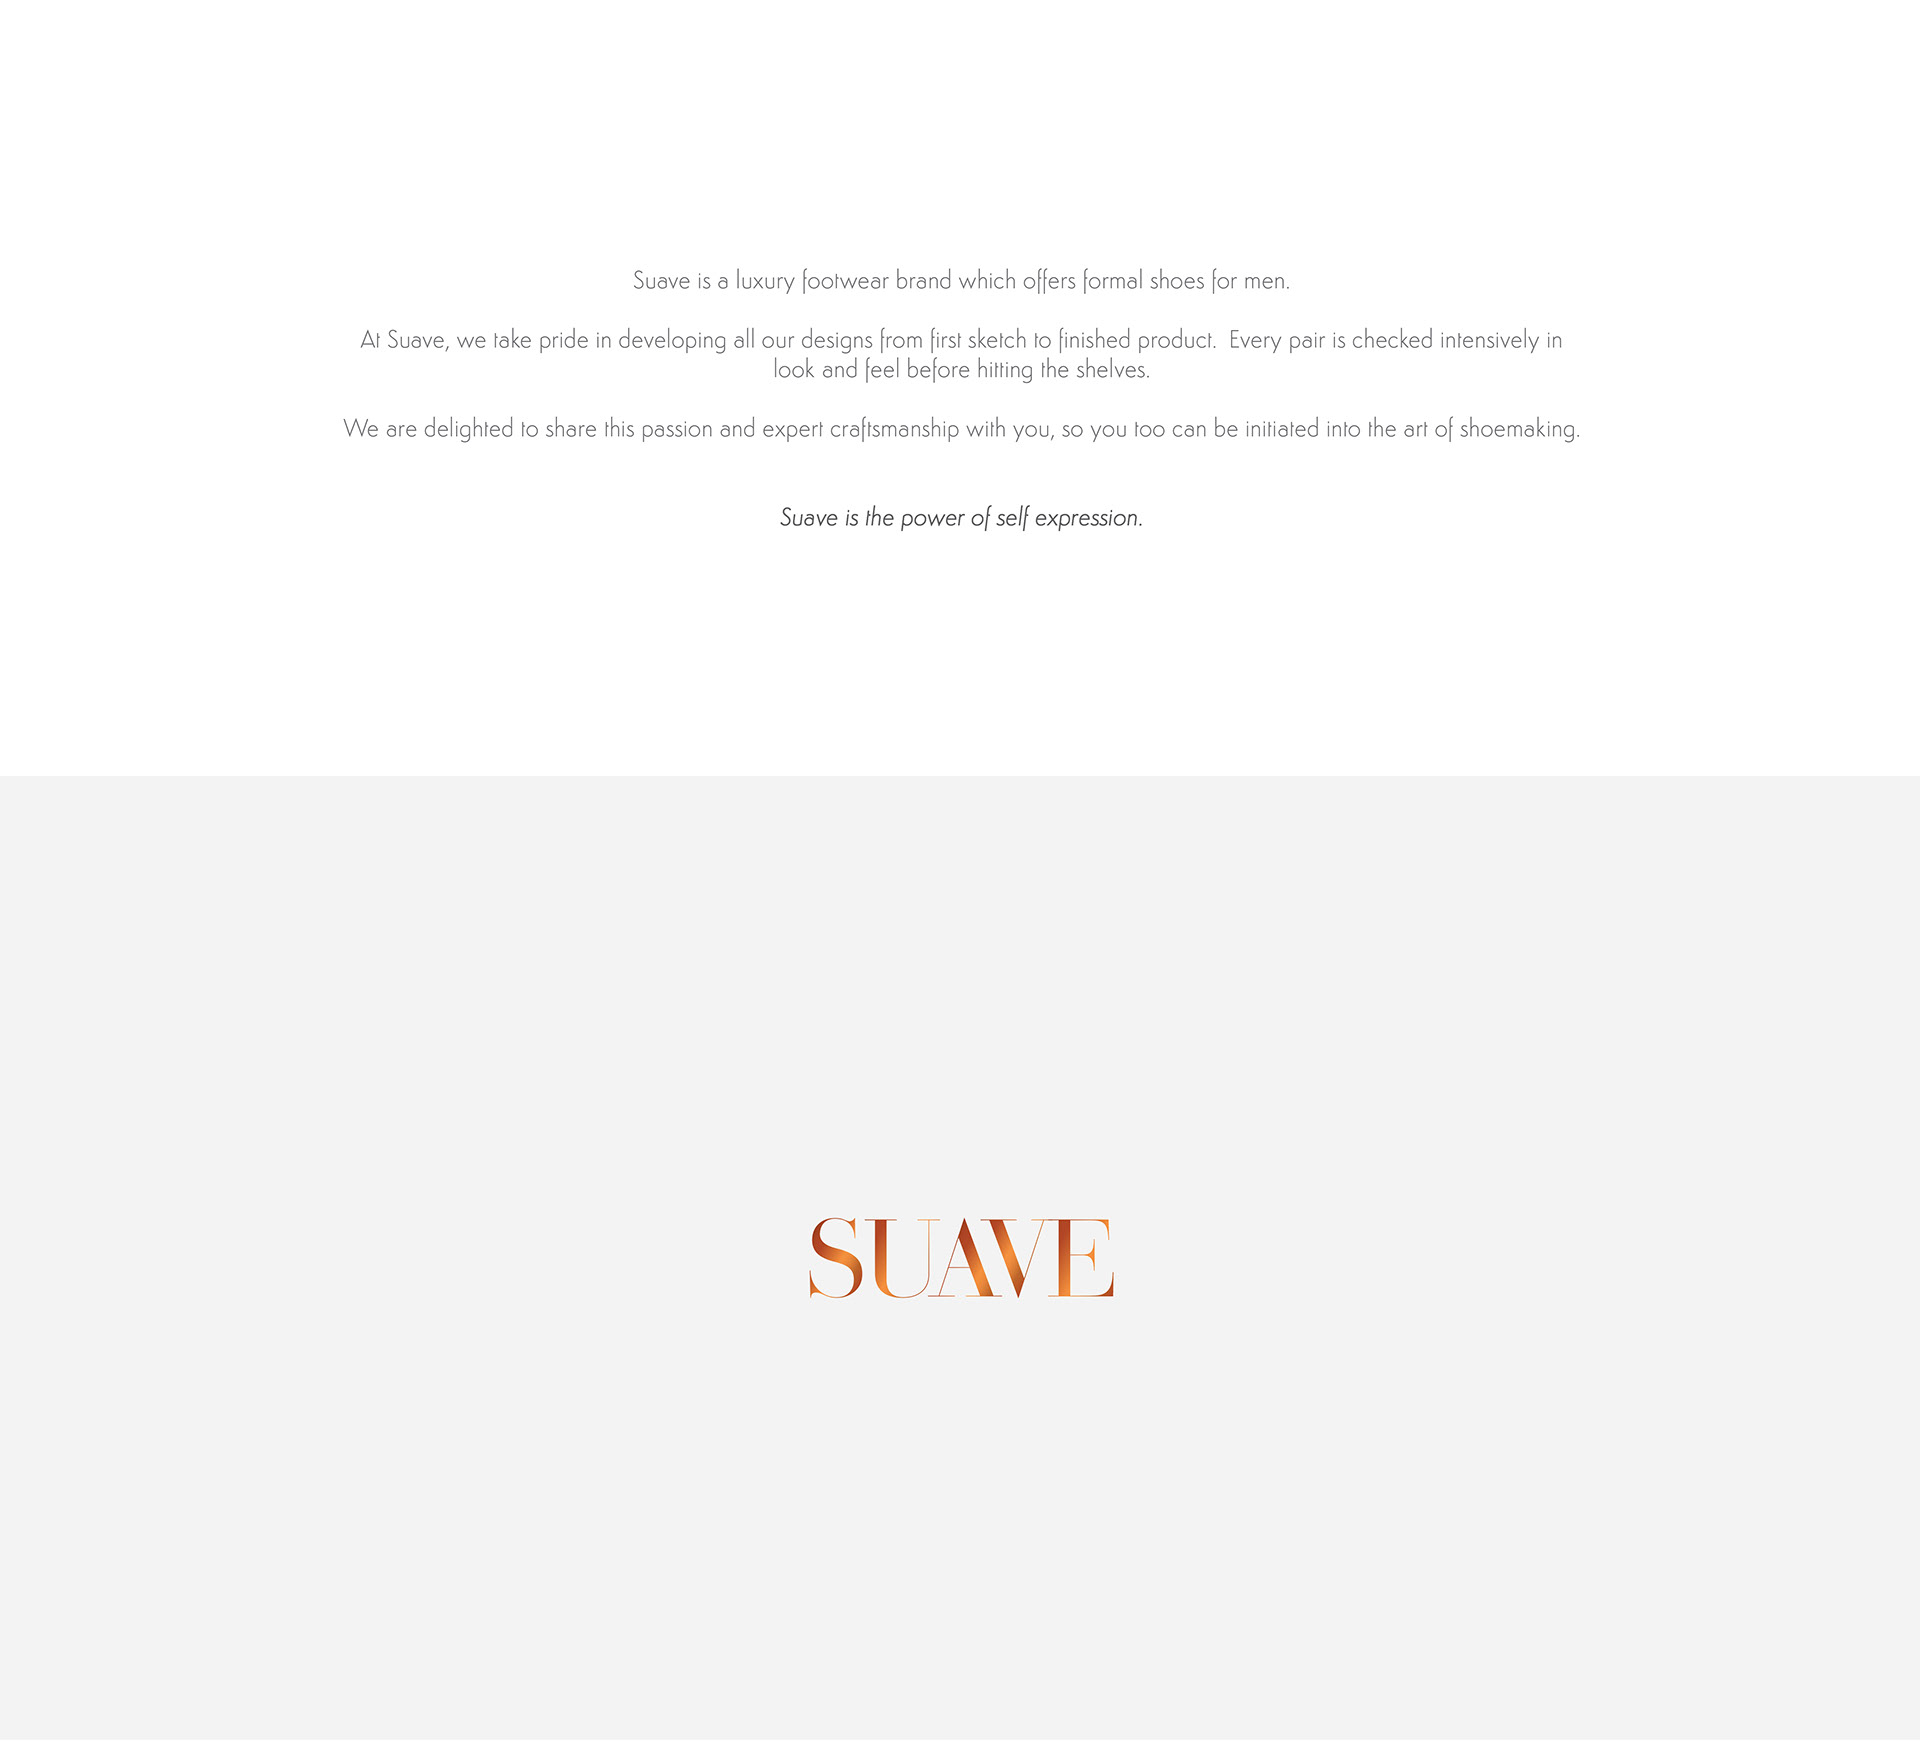 Suave is a luxury footwear brand which offers formal shoes for men.
At Suave, we take pride in developing all our designs from first sketch to finished product.  Every pair is checked intensively in
look and feel before hitting the shelves.
We are delighted to share this passion and expert craftsmanship with you, so you too can be initiated into the art of shoemaking.
Suave is the power of self expression.
SUAVE